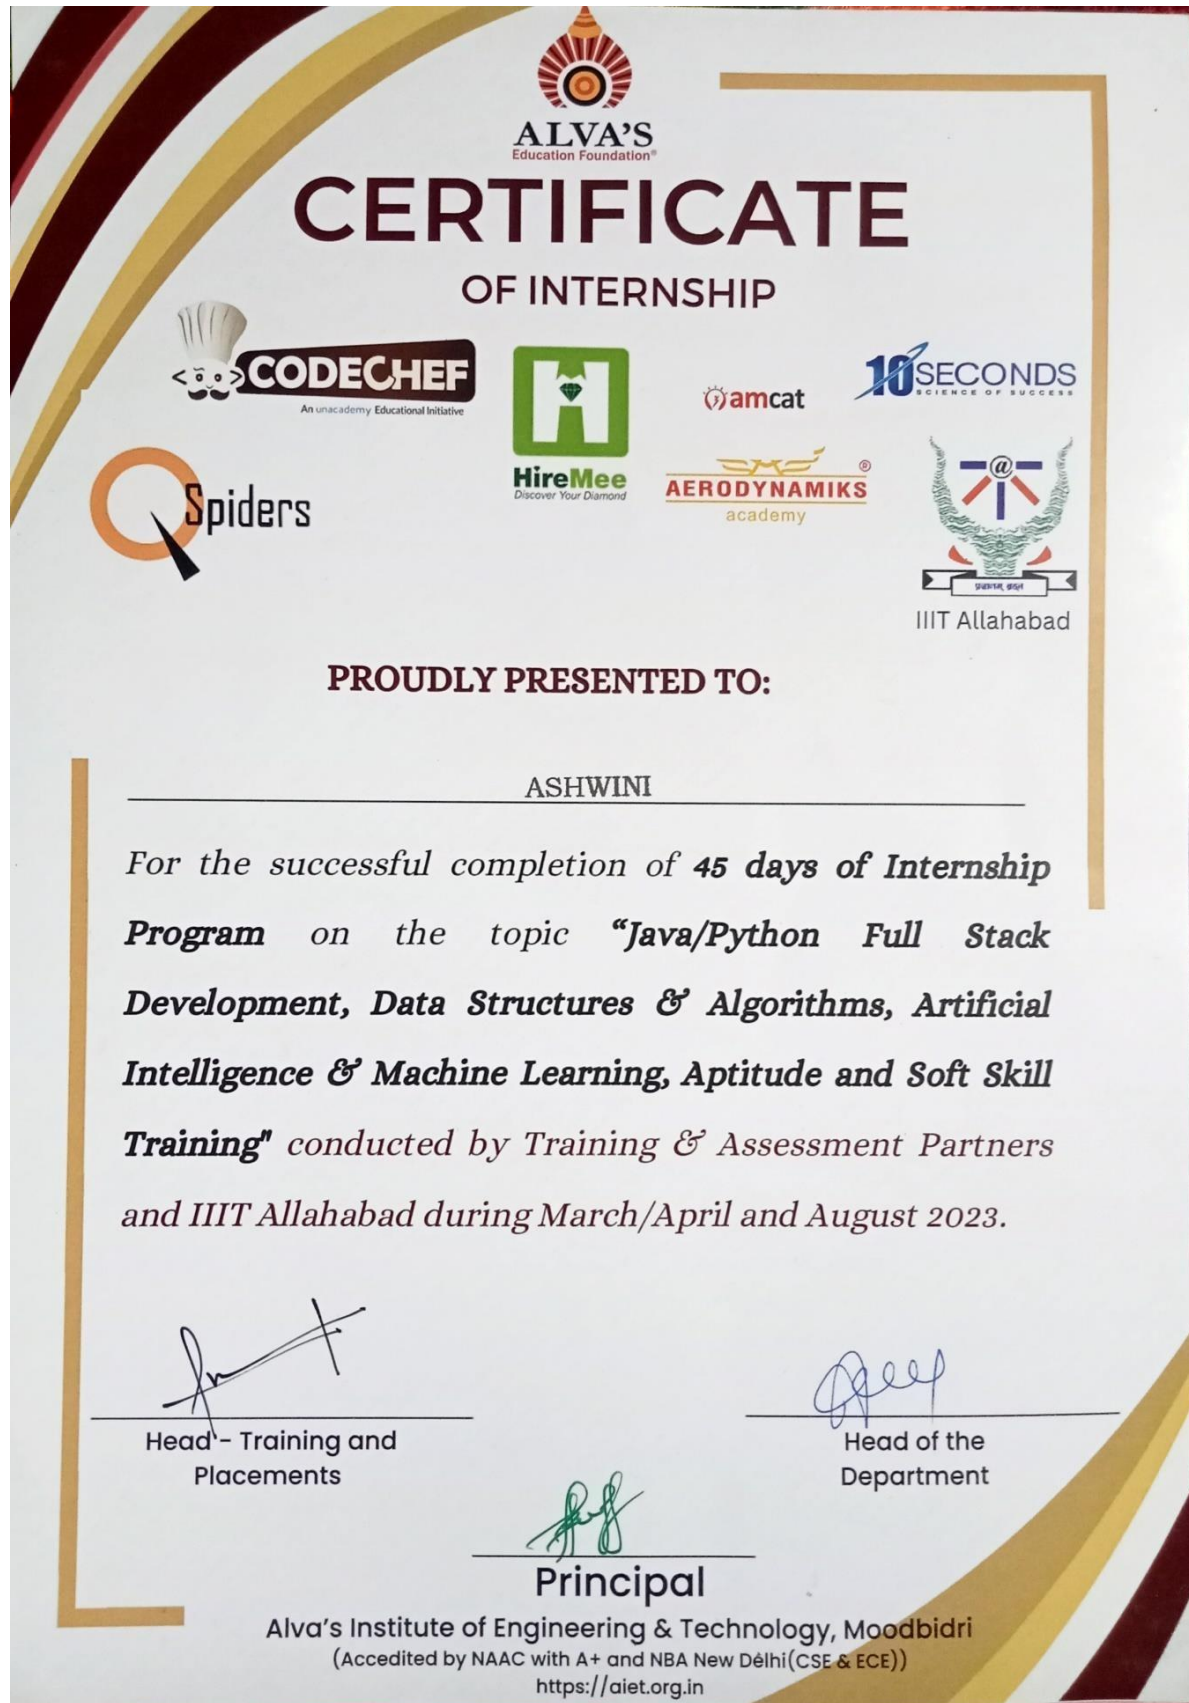 ALVA'S
Education Foundation®
CERTIFICATE
OF INTERNSHIP
CODECHEF
An unacademy Educational Initiative
HireMee
Discover Your Diamond
amcat
10 SECONDS
SCIENCE OF SUCCESS
QSpiders
AERODYNAMIKS ®
academy
@
IIIT Allahabad
PROUDLY PRESENTED TO:
ASHWINI
For the successful completion of 45 days of Internship
Program on the topic “Java/Python Full Stack
Development, Data Structures & Algorithms, Artificial
Intelligence & Machine Learning, Aptitude and Soft Skill
Training" conducted by Training & Assessment Partners
and IIIT Allahabad during March/April and August 2023.
Head - Training and
Placements
Head of the
Department
Principal
Alva's Institute of Engineering & Technology, Moodbidri
(Accedited by NAAC with A+ and NBA New Delhi(CSE & ECE))
https://aiet.org.in